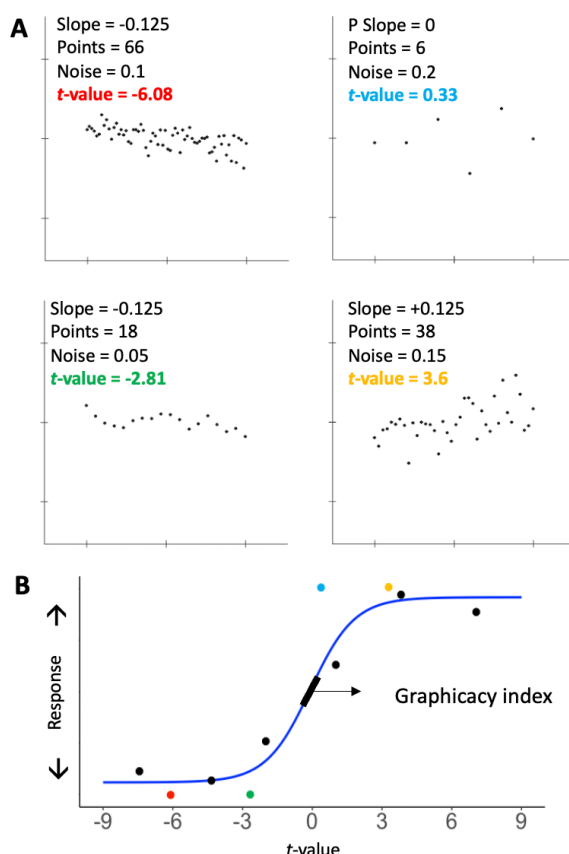 A
Slope = -0.125
Points = 66
Noise = 0.1
t-value = -6.08
P Slope = 0
Points = 6
Noise = 0.2
t-value = 0.33
Slope = -0.125
Points = 18
Noise = 0.05
t-value = -2.81
Slope = +0.125
Points = 38
Noise = 0.15
t-value = 3.6
B
Response
Graphicacy index
-9 -6 -3 0 3 6 9
t-value